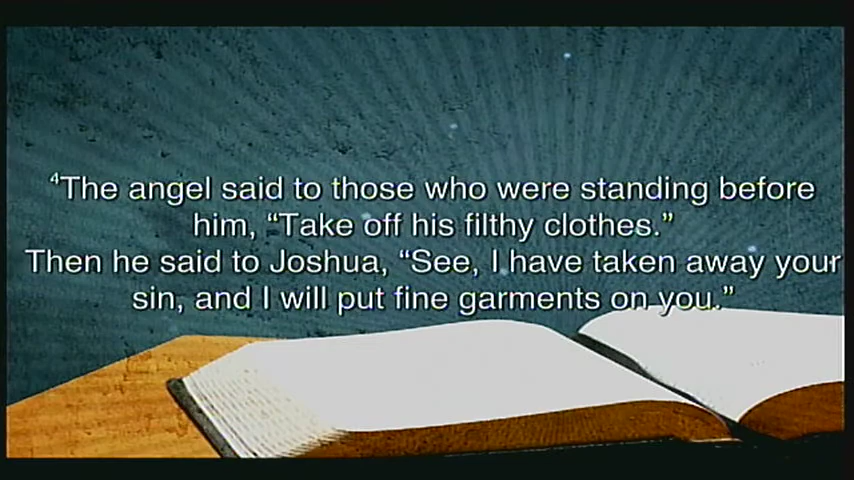 ⁴The angel said to those who were standing before
him, “Take off his filthy clothes.”
Then he said to Joshua, “See, I have taken away your
sin, and I will put fine garments on you.”